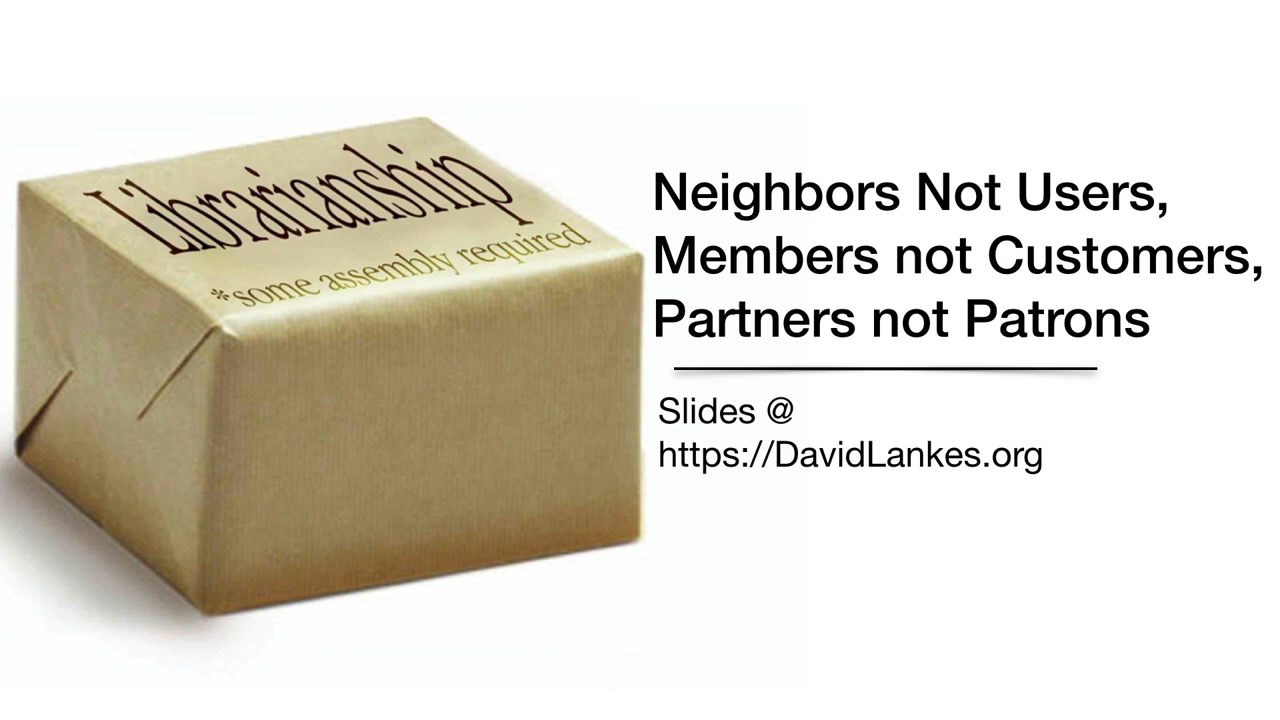 Librarianship
*some assembly required
Neighbors Not Users,
Members not Customers,
Partners not Patrons
Slides @
https://DavidLankes.org